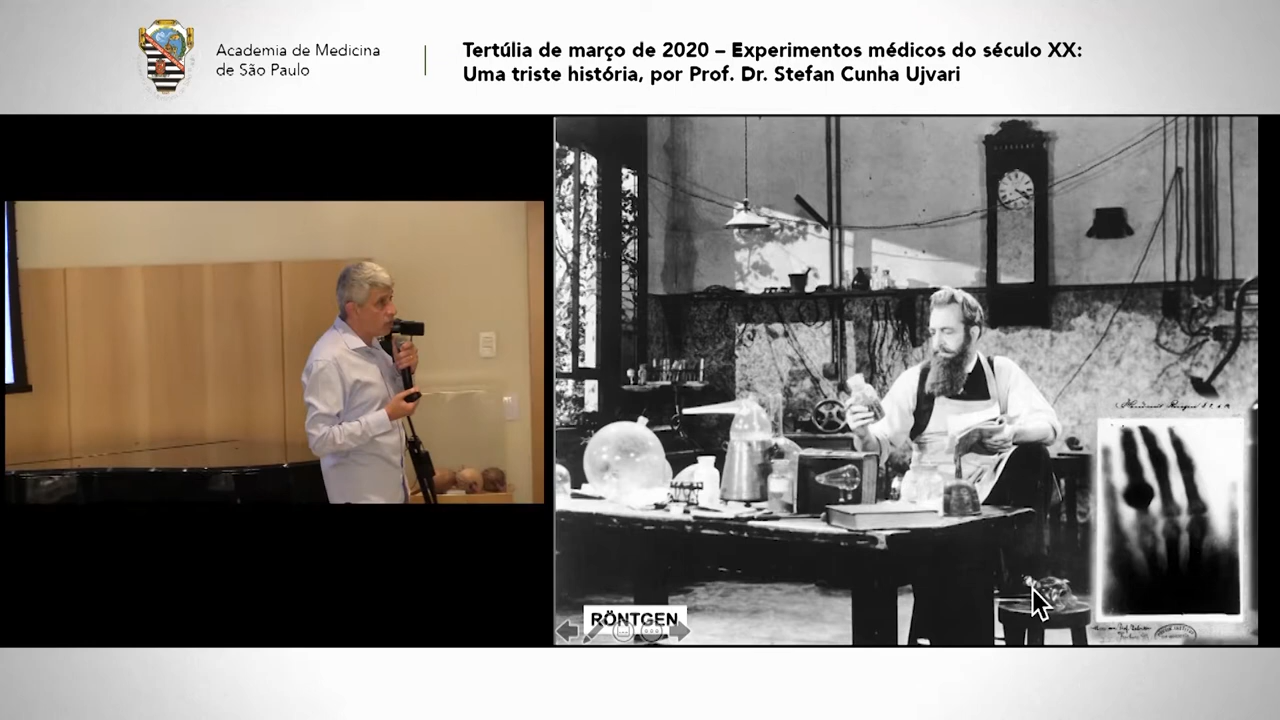 Academia de Medicina
de São Paulo
Tertúlia de março de 2020 – Experimentos médicos do século XX:
Uma triste história, por Prof. Dr. Stefan Cunha Ujvari
RÖNTGEN